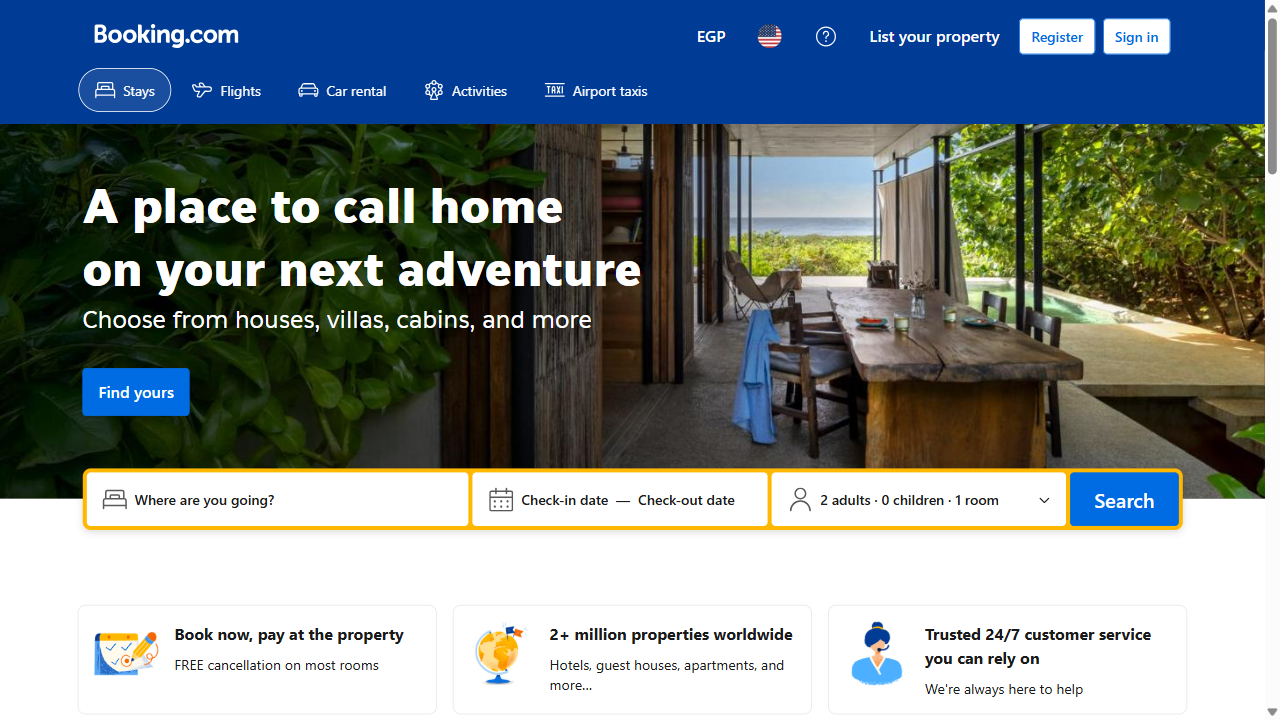 Booking.com
EGP
List your property
Register
Sign in
Stays
Flights
Car rental
Activities
TAXI
Airport taxis
A place to call home
on your next adventure
Choose from houses, villas, cabins, and more
Find yours
Where are you going?
Check-in date — Check-out date
2 adults · 0 children · 1 room
Search
Book now, pay at the property
FREE cancellation on most rooms
2+ million properties worldwide
Hotels, guest houses, apartments, and
more...
Trusted 24/7 customer service
you can rely on
We're always here to help